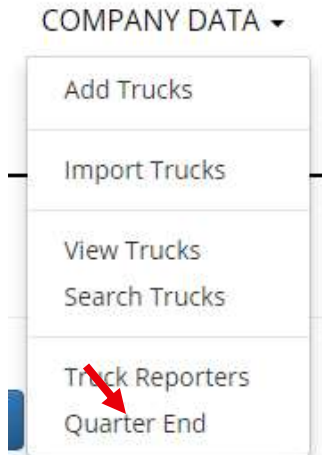 COMPANY DATA
Add Trucks
Import Trucks
View Trucks
Search Trucks
Truck Reporters
Quarter End